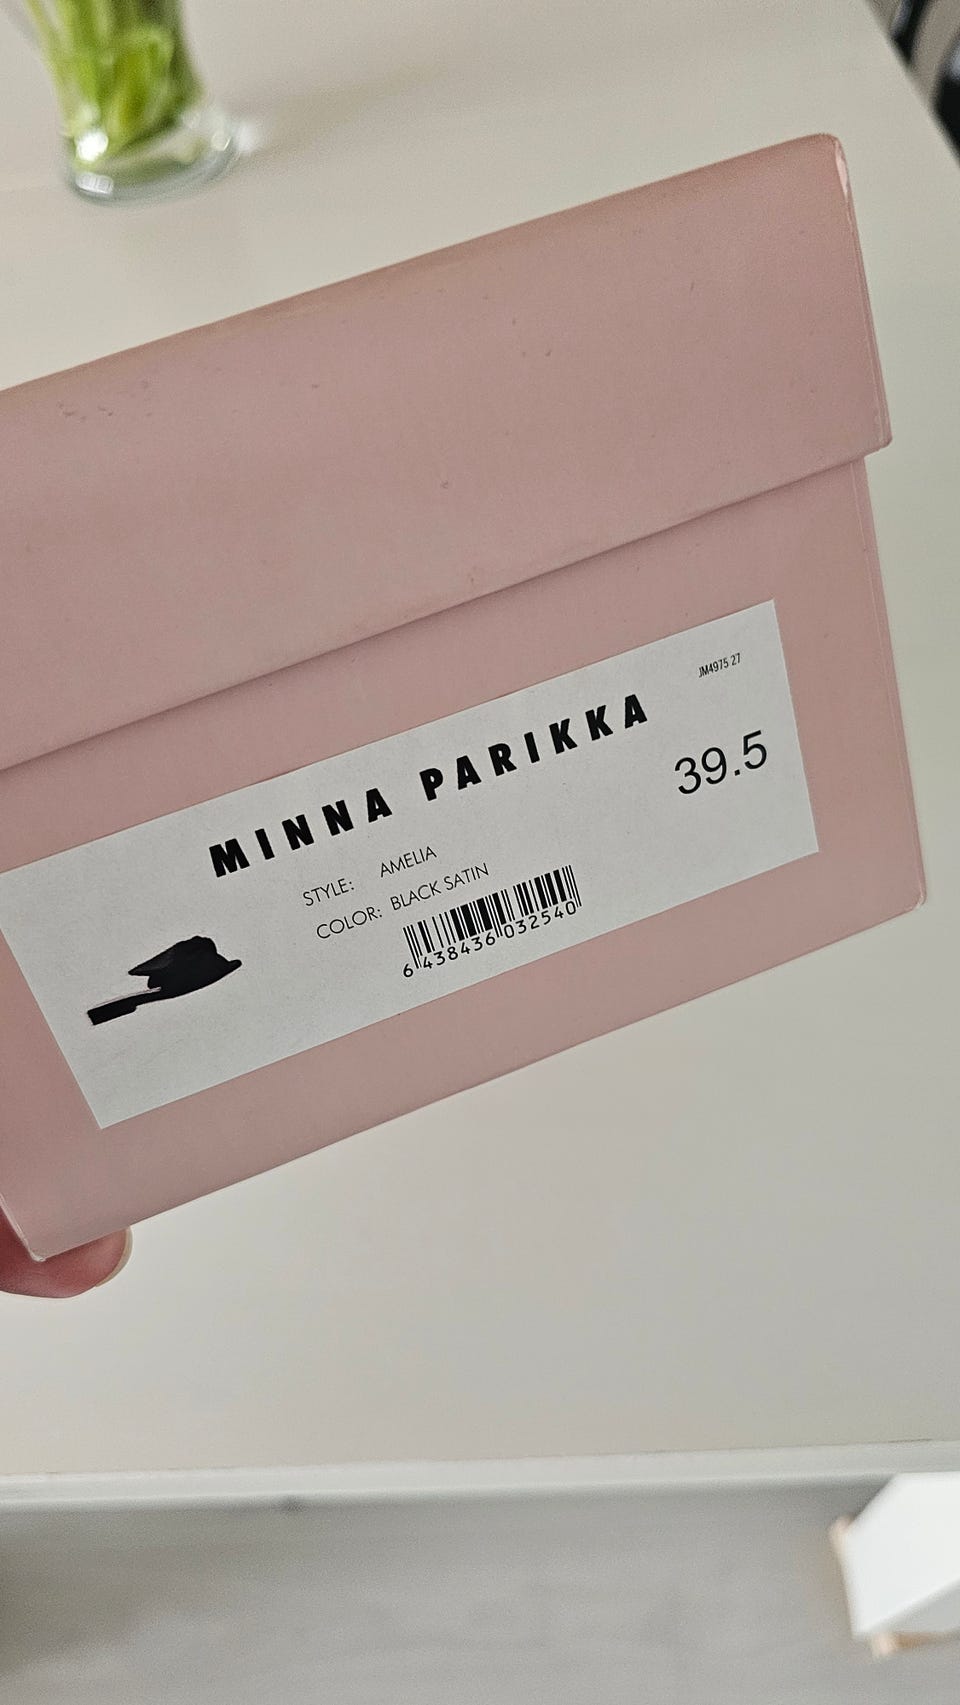 JM4975 27
MINNA PARIKKA
39.5
STYLE: AMELIA
COLOR: BLACK SATIN
6 438436 032540